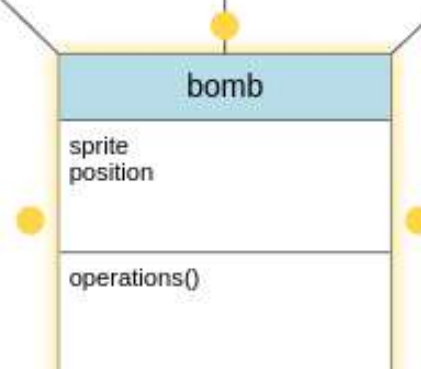 bomb
sprite
position
operations()